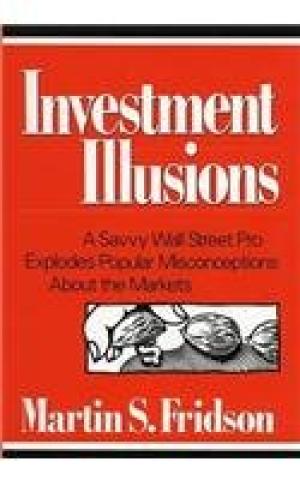 Investment
Illusions
A Savvy Wall Street Pro
Explodes Popular Misconceptions
About the Markets
Martin S. Fridson